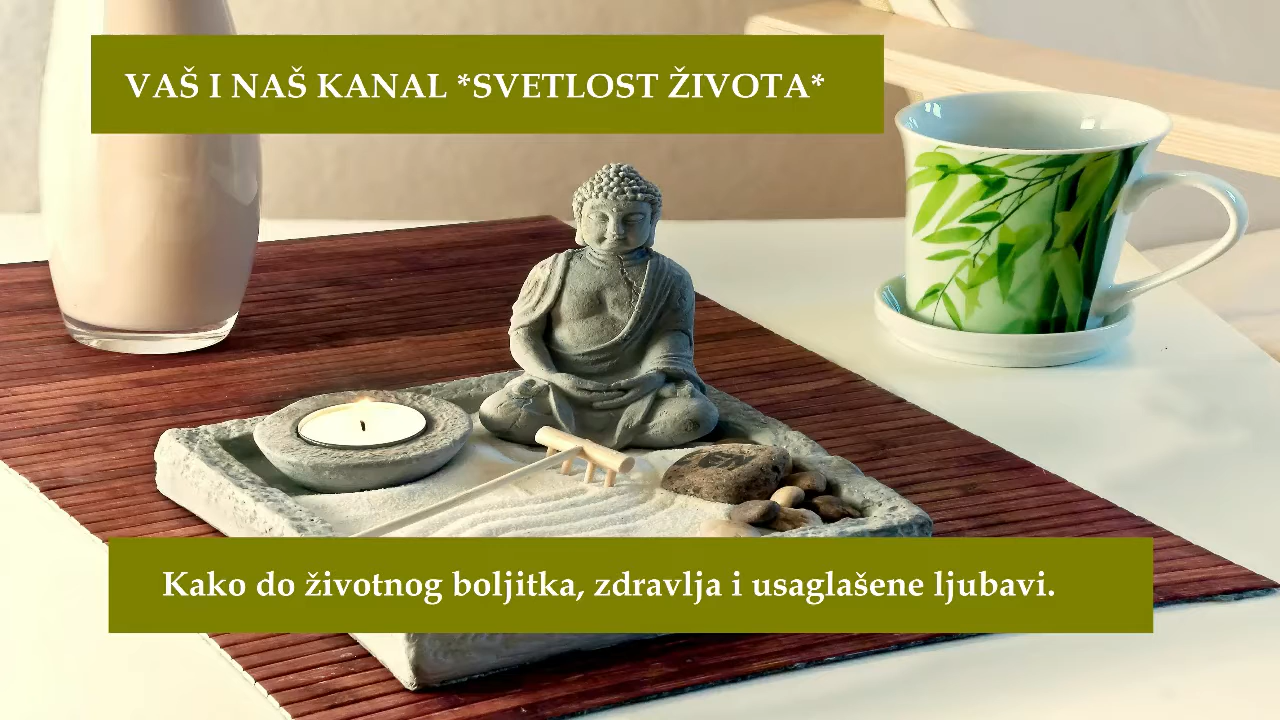 VAŠ I NAŠ KANAL *SVETLOST ŽIVOTA*
Kako do životnog boljitka, zdravlja i usaglašene ljubavi.